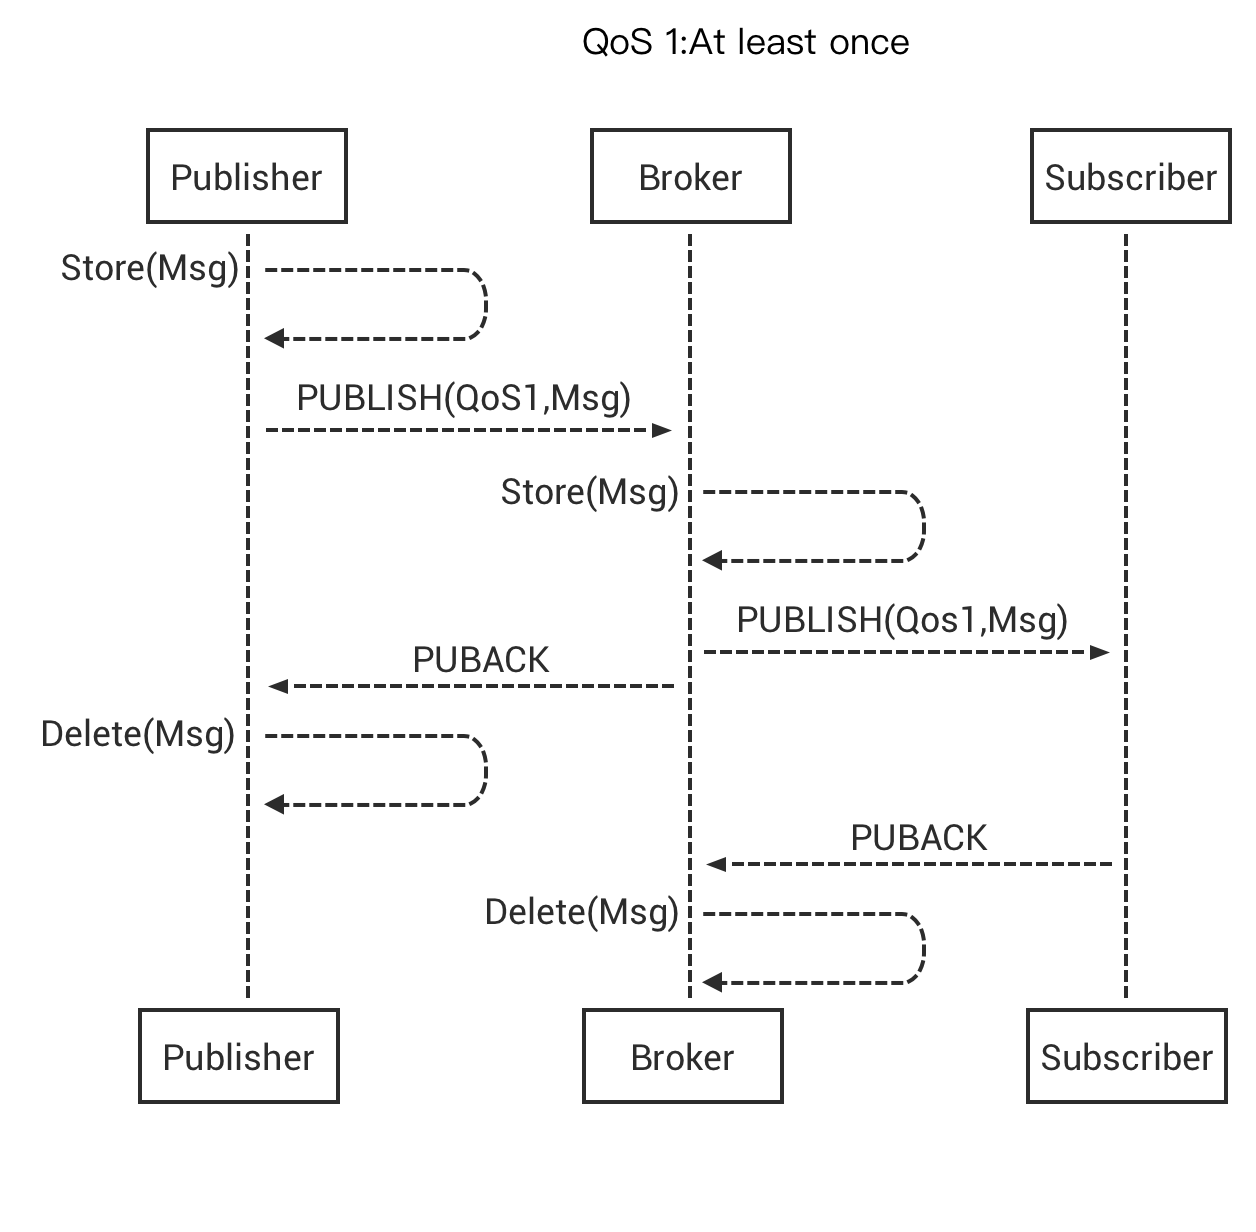 QoS 1:At least once
Publisher
Broker
Subscriber
Store(Msg)
PUBLISH(QoS1,Msg)
Store(Msg)
PUBLISH(Qos1,Msg)
PUBACK
Delete(Msg)
PUBACK
Delete(Msg)
Publisher
Broker
Subscriber